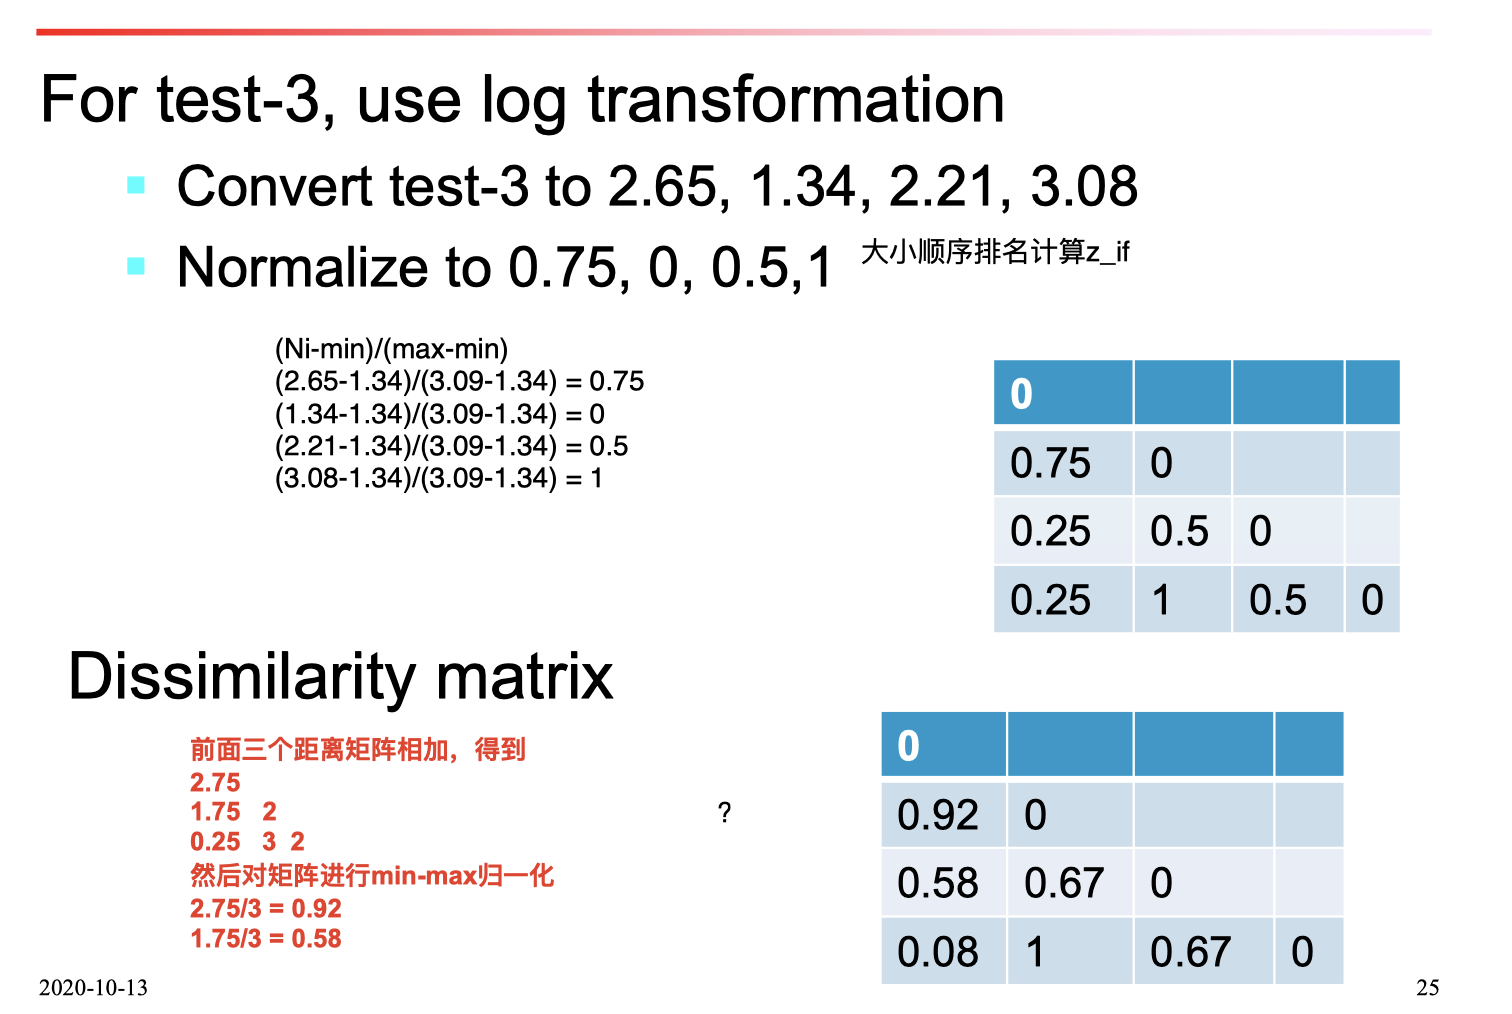 For test-3, use log transformation
Convert test-3 to 2.65, 1.34, 2.21, 3.08
Normalize to 0.75, 0, 0.5,1
大小顺序排名计算z_if
(Ni-min)/(max-min)
(2.65-1.34)/(3.09-1.34) = 0.75
(1.34-1.34)/(3.09-1.34) = 0
(2.21-1.34)/(3.09-1.34) = 0.5
(3.08-1.34)/(3.09-1.34) = 1
0
0.75 0
0.25 0.5 0
0.25 1 0.5 0
Dissimilarity matrix
前面三个距离矩阵相加，得到
2.75
1.75 2
0.25 3 2
然后对矩阵进行min-max归一化
2.75/3 = 0.92
1.75/3 = 0.58
?
0
0.92 0
0.58 0.67 0
0.08 1 0.67 0
2020-10-13
25